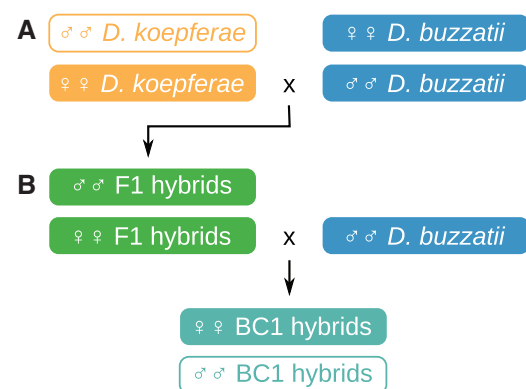 A ♂♂ D. koepferae ♀♀ D. buzzatii
♀♀ D. koepferae x ♂♂ D. buzzatii
B ♂♂ F1 hybrids
♀♀ F1 hybrids x ♂♂ D. buzzatii
♀♀ BC1 hybrids
♂♂ BC1 hybrids